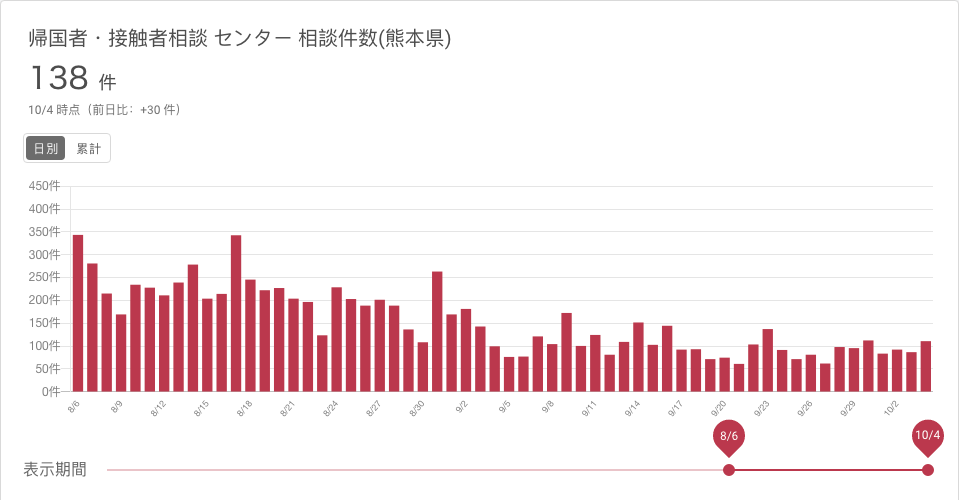 帰国者・接触者相談 センター 相談件数(熊本県)
138 件
10/4 時点（前日比：+30 件）
日別 累計
450件
400件
350件
300件
250件
200件
150件
100件
50件
0件
8/6 8/9 8/12 8/15 8/18 8/21 8/24 8/27 8/30 9/2 9/5 9/8 9/11 9/14 9/17 9/20 9/23 9/26 9/29 10/2
8/6 10/4
表示期間